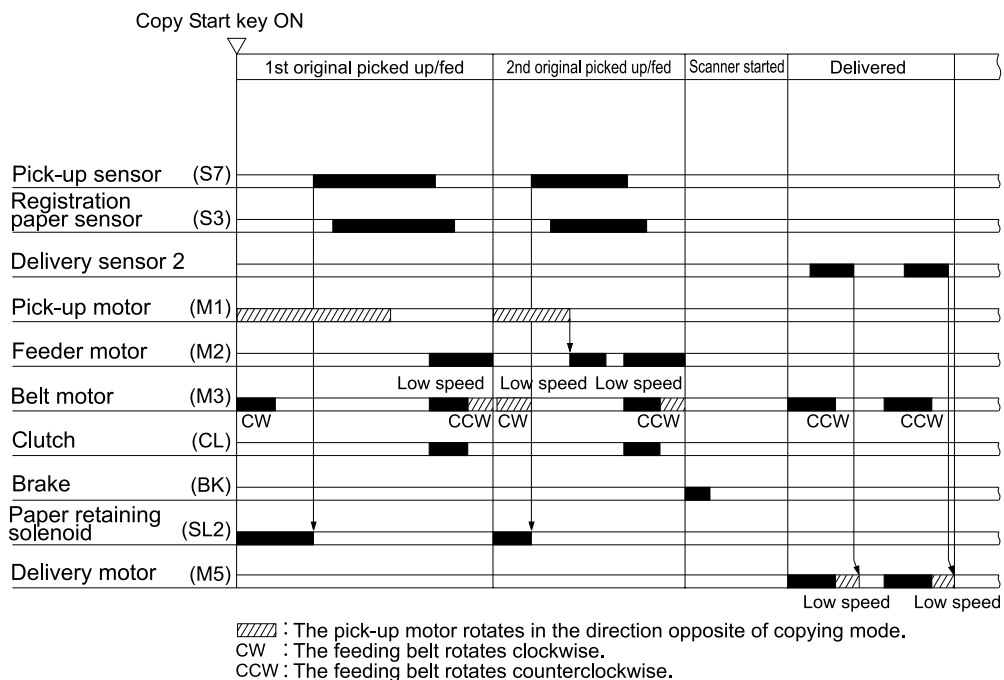 Copy Start key ON
1st original picked up/fed 2nd original picked up/fed Scanner started Delivered
Pick-up sensor (S7)
Registration
paper sensor (S3)
Delivery sensor 2
Pick-up motor (M1)
Feeder motor (M2)
Low speed Low speed Low speed
Belt motor (M3)
CW CCW CW CCW CCW CCW
Clutch (CL)
Brake (BK)
Paper retaining
solenoid (SL2)
Delivery motor (M5)
Low speed Low speed
: The pick-up motor rotates in the direction opposite of copying mode.
CW : The feeding belt rotates clockwise.
CCW : The feeding belt rotates counterclockwise.